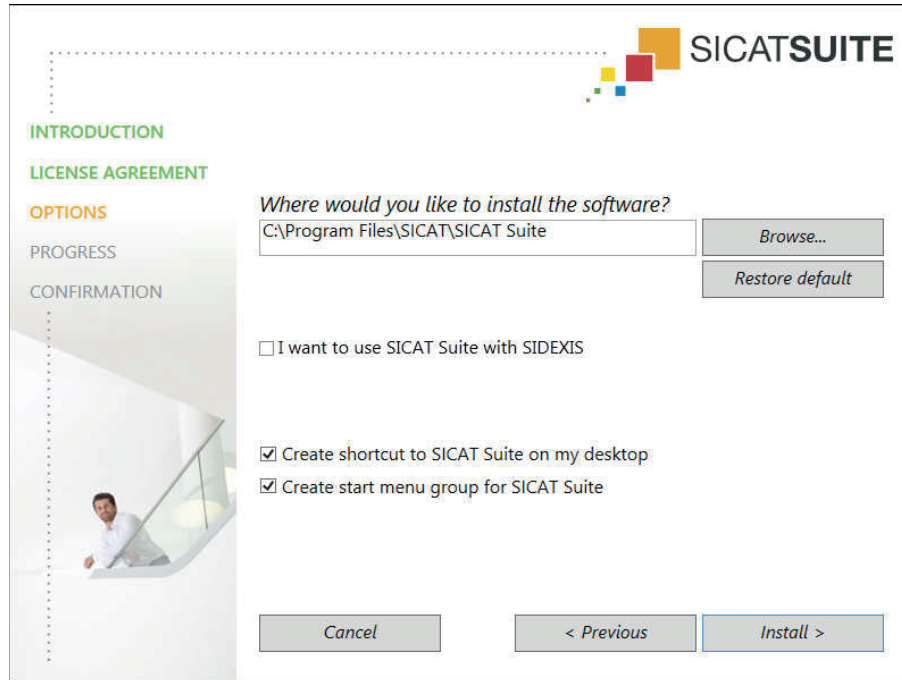 SICATSUITE
INTRODUCTION
LICENSE AGREEMENT
OPTIONS
PROGRESS
CONFIRMATION
Where would you like to install the software?
C:\Program Files\SICAT\SICAT Suite
Browse...
Restore default
I want to use SICAT Suite with SIDEXIS
Create shortcut to SICAT Suite on my desktop
Create start menu group for SICAT Suite
Cancel
< Previous
Install >